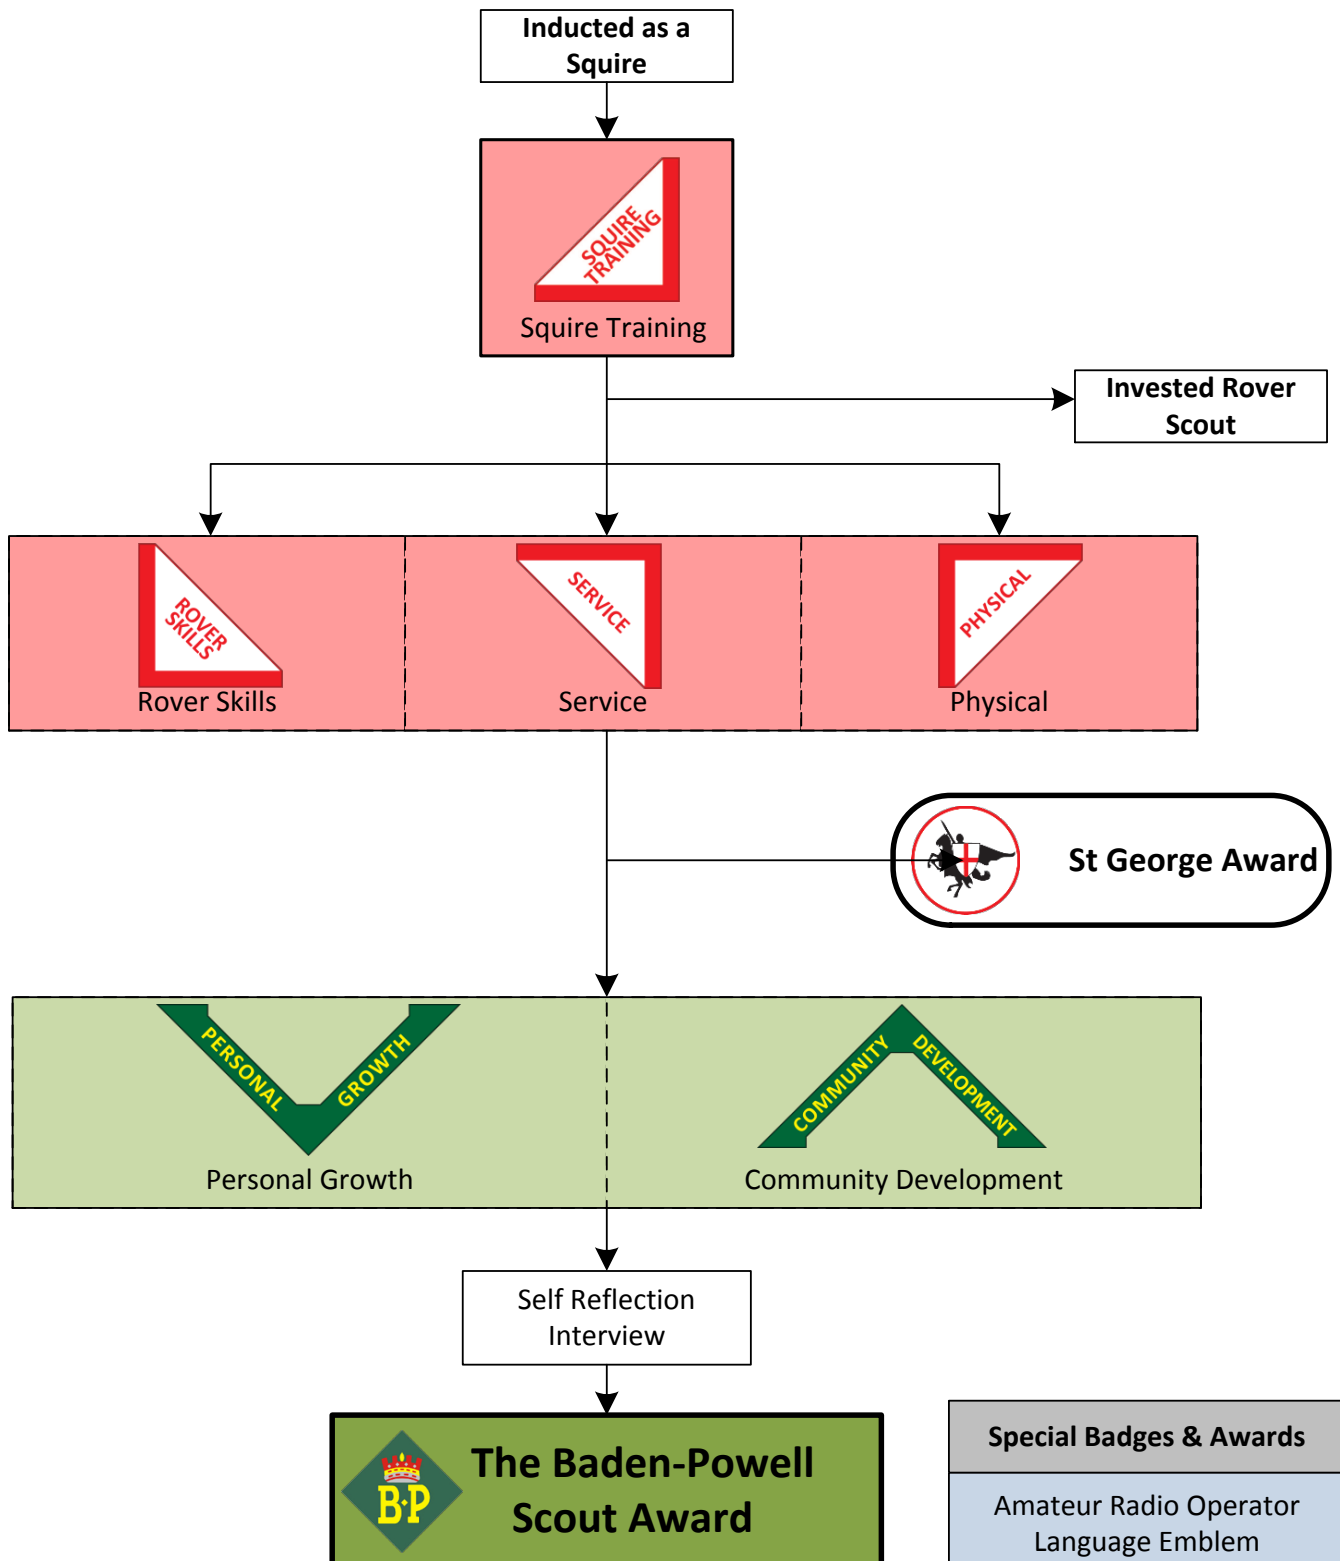 Inducted as a
Squire
SQUIRE
TRAINING
Squire Training
Invested Rover
Scout
ROVER
SKILLS
Rover Skills
SERVICE
Service
PHYSICAL
Physical
St George Award
PERSONAL
GROWTH
Personal Growth
COMMUNITY
DEVELOPMENT
Community Development
Self Reflection
Interview
B·P
The Baden-Powell
Scout Award
Special Badges & Awards
Amateur Radio Operator
Language Emblem